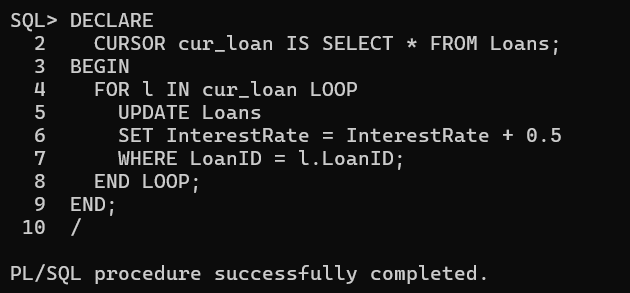 SQL> DECLARE
  2    CURSOR cur_loan IS SELECT * FROM Loans;
  3  BEGIN
  4    FOR l IN cur_loan LOOP
  5      UPDATE Loans
  6      SET InterestRate = InterestRate + 0.5
  7      WHERE LoanID = l.LoanID;
  8    END LOOP;
  9  END;
 10  /

PL/SQL procedure successfully completed.